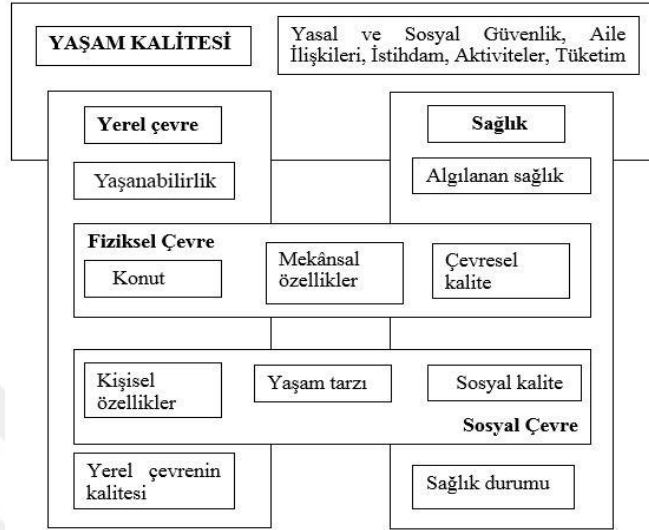 YAŞAM KALİTESİ
Yasal ve Sosyal Güvenlik, Aile
İlişkileri, İstihdam, Aktiviteler, Tüketim
Yerel çevre
Sağlık
Yaşanabilirlik
Algılanan sağlık
Fiziksel Çevre
Konut
Mekânsal
özellikler
Çevresel
kalite
Kişisel
özellikler
Yaşam tarzı
Sosyal kalite
Sosyal Çevre
Yerel çevrenin
kalitesi
Sağlık durumu